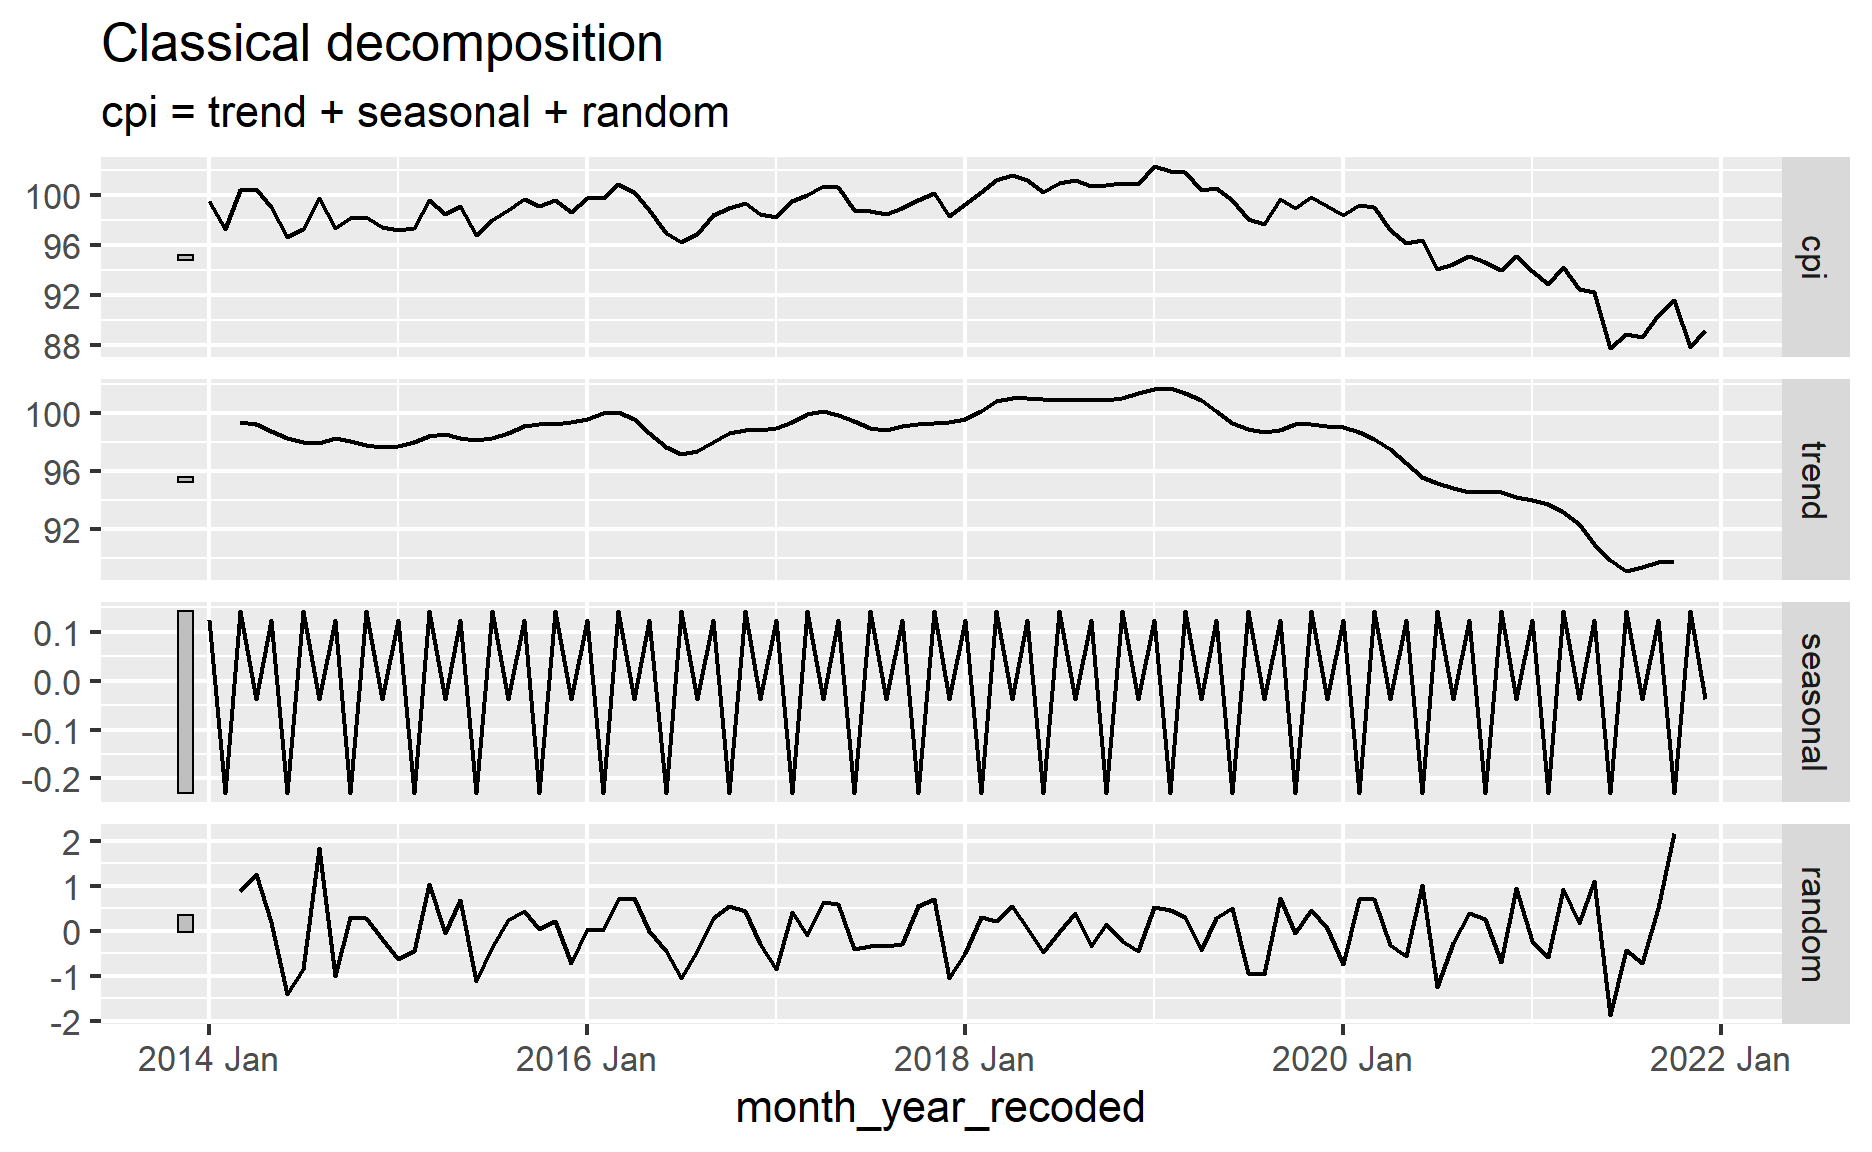 Classical decomposition
cpi = trend + seasonal + random
100
96
92
88
cpi
100
96
92
trend
0.1
0.0
-0.1
-0.2
seasonal
2
1
0
-1
-2
random
2014 Jan 2016 Jan 2018 Jan 2020 Jan 2022 Jan
month_year_recoded